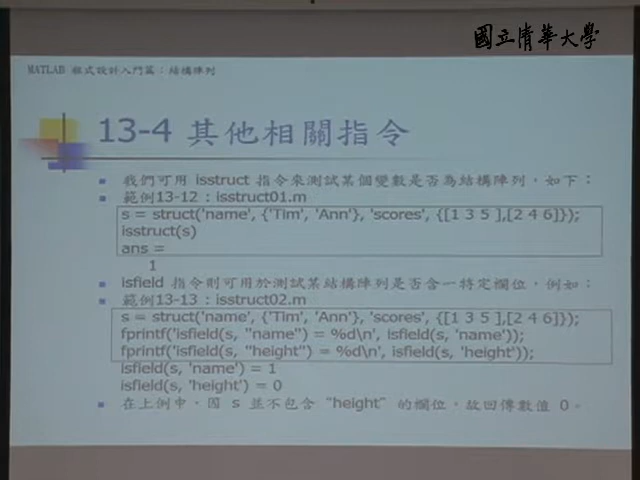 國立清華大學
MATLAB 程式設計入門篇：結構陣列
13-4 其他相關指令
我們可用 isstruct 指令來測試某個變數是否為結構陣列，如下：
範例13-12 : isstruct01.m
s = struct('name', {'Tim', 'Ann'}, 'scores', {[1 3 5 ],[2 4 6]});
isstruct(s)
ans =
1
isfield 指令則可用於測試某結構陣列是否含一特定欄位，例如：
範例13-13 : isstruct02.m
s = struct('name', {'Tim', 'Ann'}, 'scores', {[1 3 5 ],[2 4 6]});
fprintf('isfield(s, ''name'') = %d\n', isfield(s, 'name'));
fprintf('isfield(s, ''height'') = %d\n', isfield(s, 'height'));
isfield(s, 'name') = 1
isfield(s, 'height') = 0
在上例中，因 s 並不包含 "height" 的欄位，故回傳數值 0。